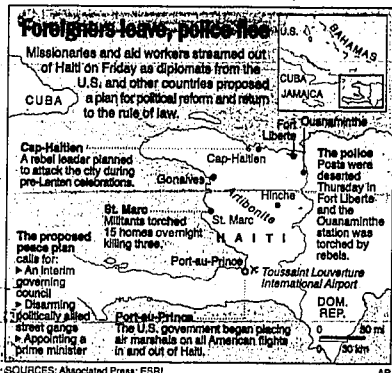 Foreigners leave, police flee
Missionaries and aid workers streamed out
of Haiti on Friday as diplomats from the
U.S. and other countries proposed
a plan for political reform and return
to the rule of law.
U.S.
BAHAMAS
CUBA
JAMAICA
CUBA
Fort
Liberte
Ouanaminthe
Cap-Haitien
A rebel leader planned
to attack the city during
pre-Lenten celebrations.
Cap-Haitien
Gonaives
Hinche
Artibonite
St. Marc
HAITI
Port-au-Prince
Toussaint Louverture
International Airport
DOM.
REP.
The police
Posts were
deserted
Thursday in
Fort Liberte
and the
Ouanaminthe
station was
torched by
rebels.
St. Marc
Militants torched
15 homes overnight
killing three.
The proposed
peace plan
calls for:
▸ An interim
governing
council
▸ Disarming
politically allied
street gangs
▸ Appointing a
prime minister
Port-au-Prince
The U.S. government began placing
air marshals on all American flights
in and out of Haiti.
0 30 mi
0 30 km
SOURCES: Associated Press; ESRI
AP